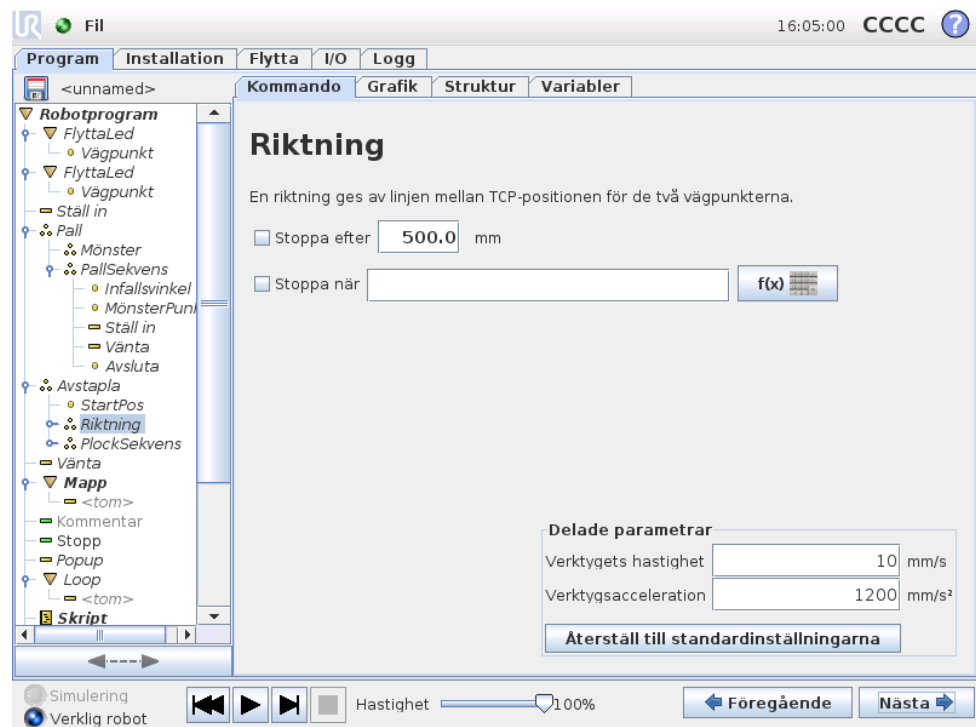 UR Fil 16:05:00 CCCC ?
Program Installation Flytta I/O Logg
<unnamed>
Kommando Grafik Struktur Variabler
Robotprogram
FlyttaLed
Vägpunkt
FlyttaLed
Vägpunkt
Ställ in
Pall
Mönster
PallSekvens
Infallsvinkel
MönsterPun
Ställ in
Vänta
Avsluta
Avstapla
StartPos
Riktning
PlockSekvens
Vänta
Mapp
<tom>
Kommentar
Stopp
Popup
Loop
<tom>
Skript
Riktning
En riktning ges av linjen mellan TCP-positionen för de två vägpunkterna.
Stoppa efter 500.0 mm
Stoppa när f(x)
Delade parametrar
Verktygets hastighet 10 mm/s
Verktygsacceleration 1200 mm/s²
Återställ till standardinställningarna
Simulering
Verklig robot
Hastighet 100%
Föregående Nästa